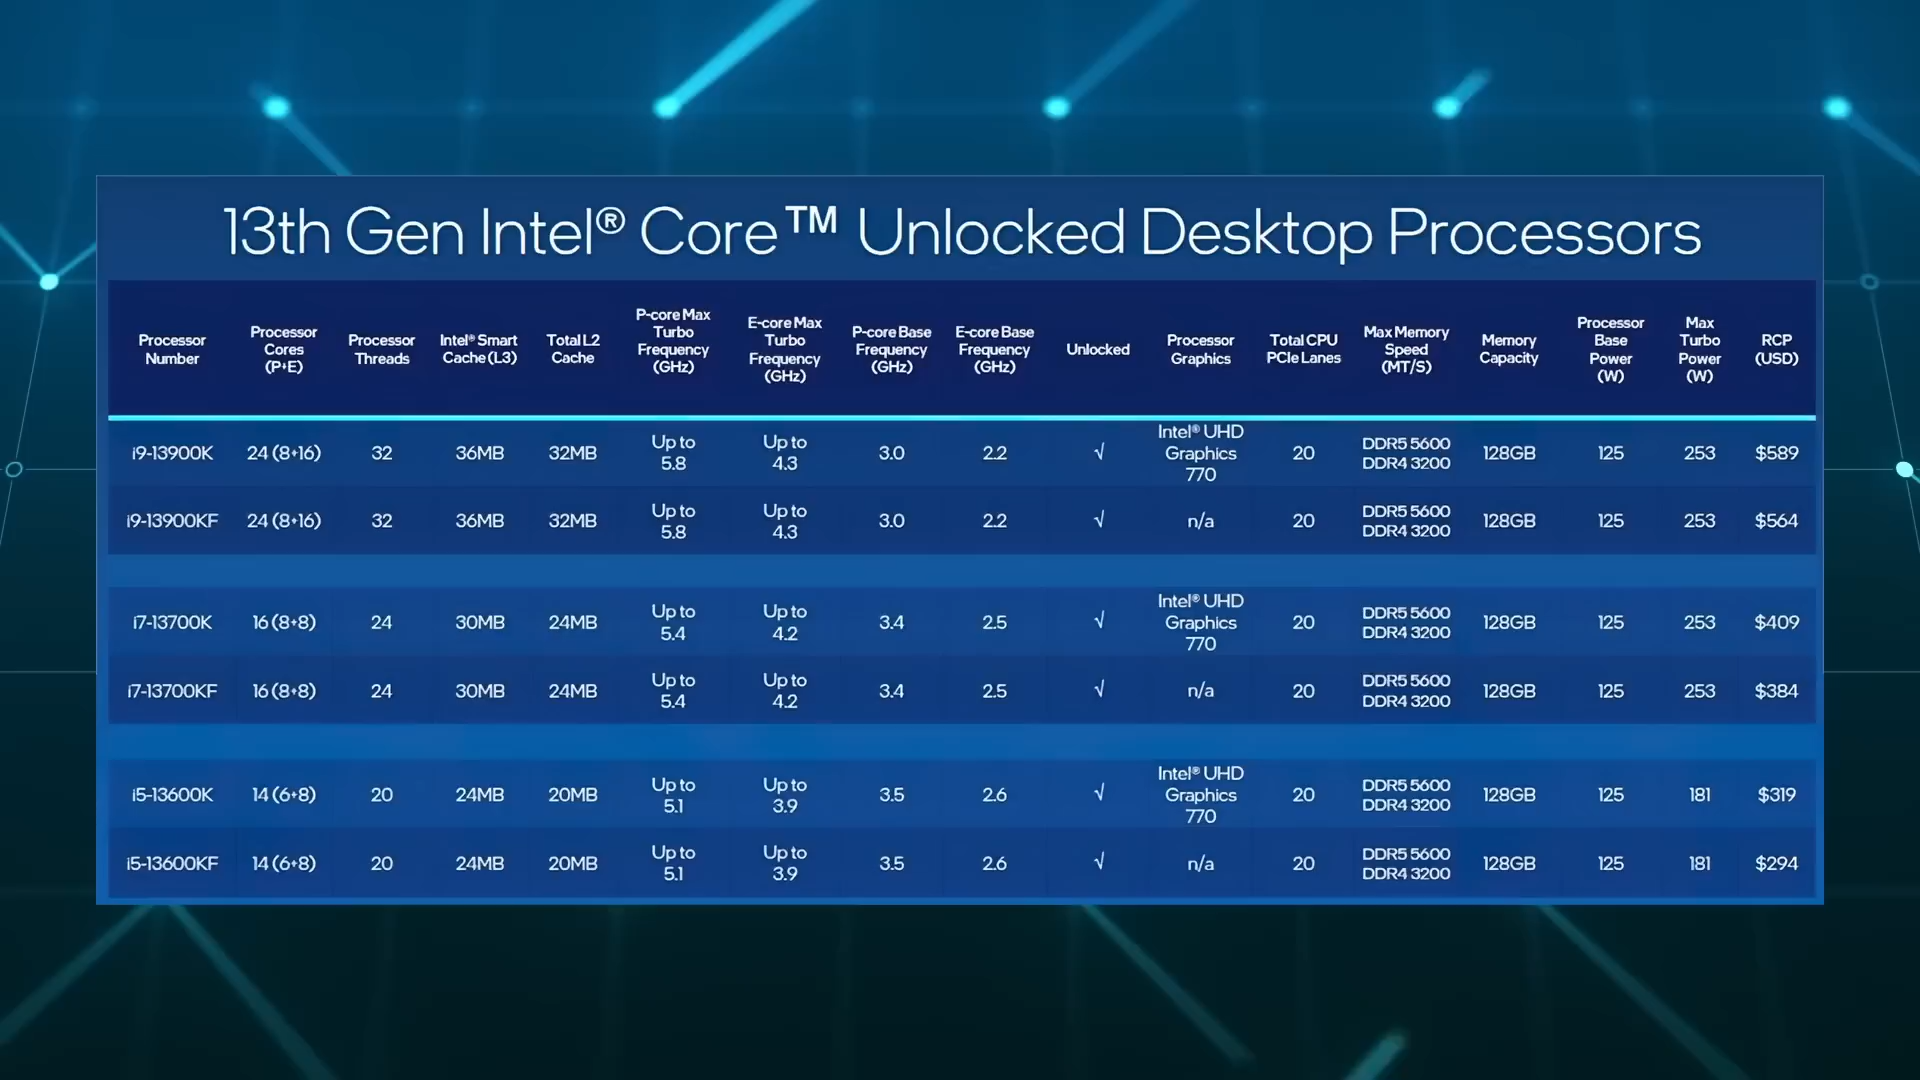 13th Gen Intel® Core™ Unlocked Desktop Processors
Processor Number | Processor Cores (P+E) | Processor Threads | Intel® Smart Cache (L3) | Total L2 Cache | P-core Max Turbo Frequency (GHz) | E-core Max Turbo Frequency (GHz) | P-core Base Frequency (GHz) | E-core Base Frequency (GHz) | Unlocked | Processor Graphics | Total CPU PCIe Lanes | Max Memory Speed (MT/S) | Memory Capacity | Processor Base Power (W) | Max Turbo Power (W) | RCP (USD)
i9-13900K | 24 (8+16) | 32 | 36MB | 32MB | Up to 5.8 | Up to 4.3 | 3.0 | 2.2 | √ | Intel® UHD Graphics 770 | 20 | DDR5 5600 DDR4 3200 | 128GB | 125 | 253 | $589
i9-13900KF | 24 (8+16) | 32 | 36MB | 32MB | Up to 5.8 | Up to 4.3 | 3.0 | 2.2 | √ | n/a | 20 | DDR5 5600 DDR4 3200 | 128GB | 125 | 253 | $564
i7-13700K | 16 (8+8) | 24 | 30MB | 24MB | Up to 5.4 | Up to 4.2 | 3.4 | 2.5 | √ | Intel® UHD Graphics 770 | 20 | DDR5 5600 DDR4 3200 | 128GB | 125 | 253 | $409
i7-13700KF | 16 (8+8) | 24 | 30MB | 24MB | Up to 5.4 | Up to 4.2 | 3.4 | 2.5 | √ | n/a | 20 | DDR5 5600 DDR4 3200 | 128GB | 125 | 253 | $384
i5-13600K | 14 (6+8) | 20 | 24MB | 20MB | Up to 5.1 | Up to 3.9 | 3.5 | 2.6 | √ | Intel® UHD Graphics 770 | 20 | DDR5 5600 DDR4 3200 | 128GB | 125 | 181 | $319
i5-13600KF | 14 (6+8) | 20 | 24MB | 20MB | Up to 5.1 | Up to 3.9 | 3.5 | 2.6 | √ | n/a | 20 | DDR5 5600 DDR4 3200 | 128GB | 125 | 181 | $294